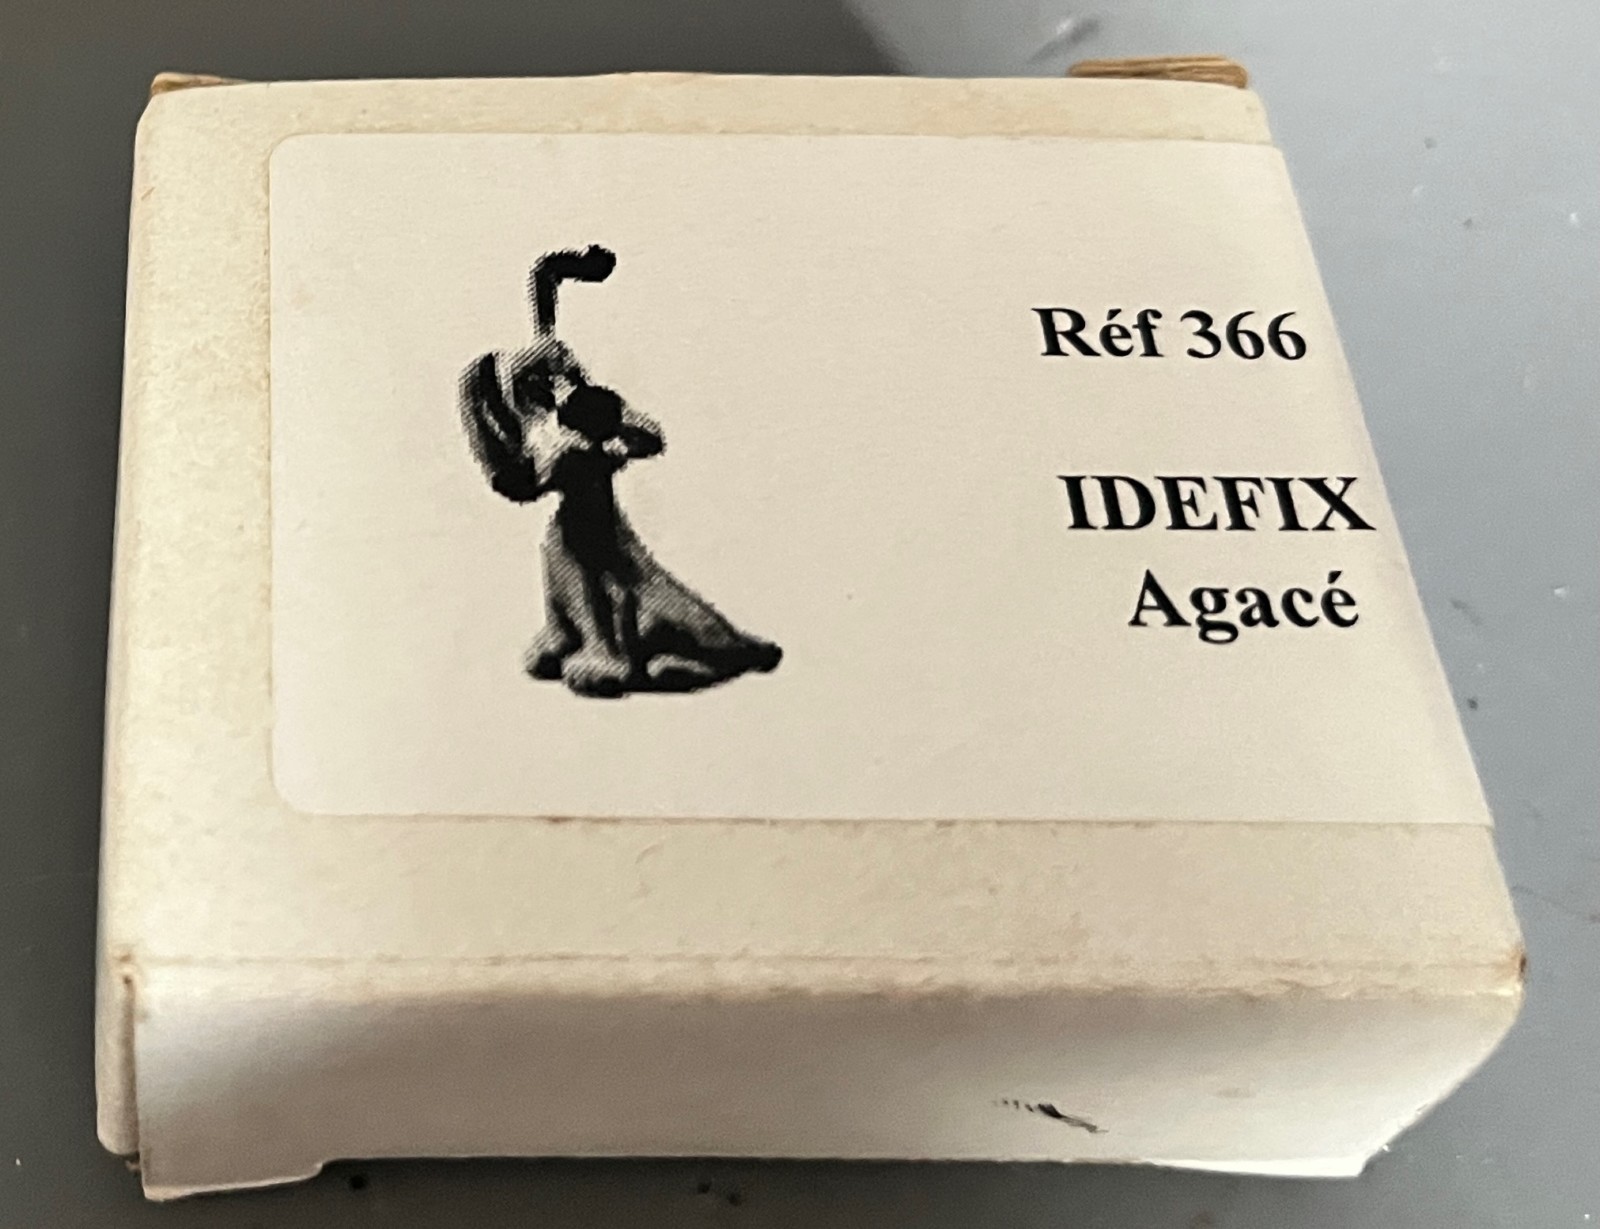 Réf 366
IDEFIX
Agacé